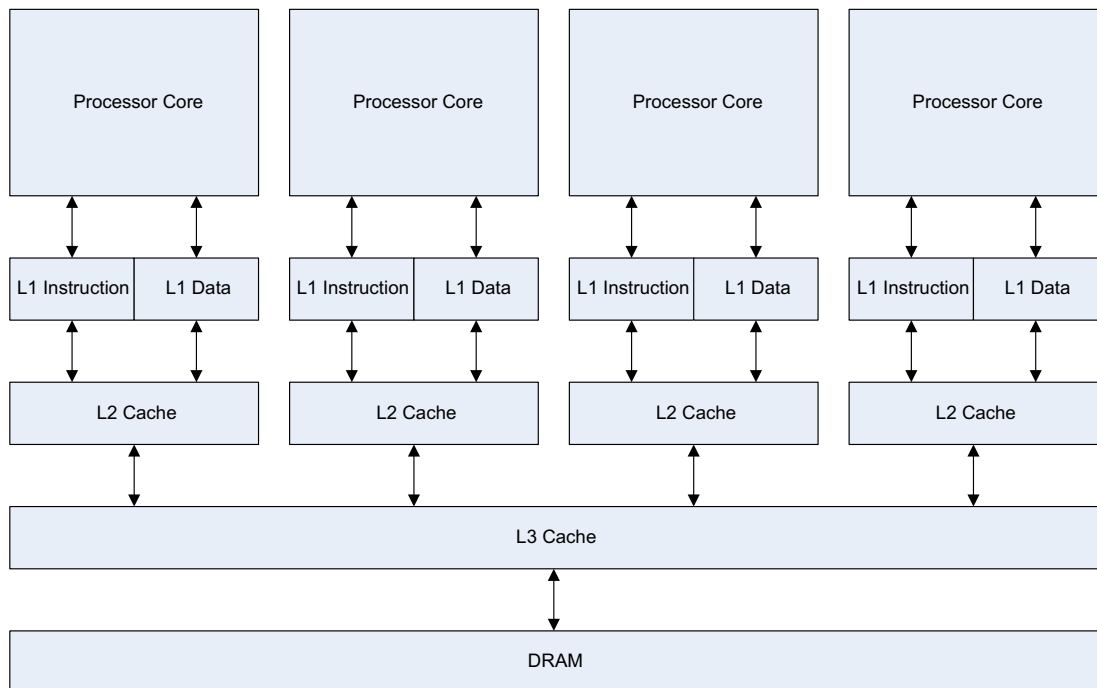 Processor Core Processor Core Processor Core Processor Core
L1 Instruction L1 Data L1 Instruction L1 Data L1 Instruction L1 Data L1 Instruction L1 Data
L2 Cache L2 Cache L2 Cache L2 Cache
L3 Cache
DRAM